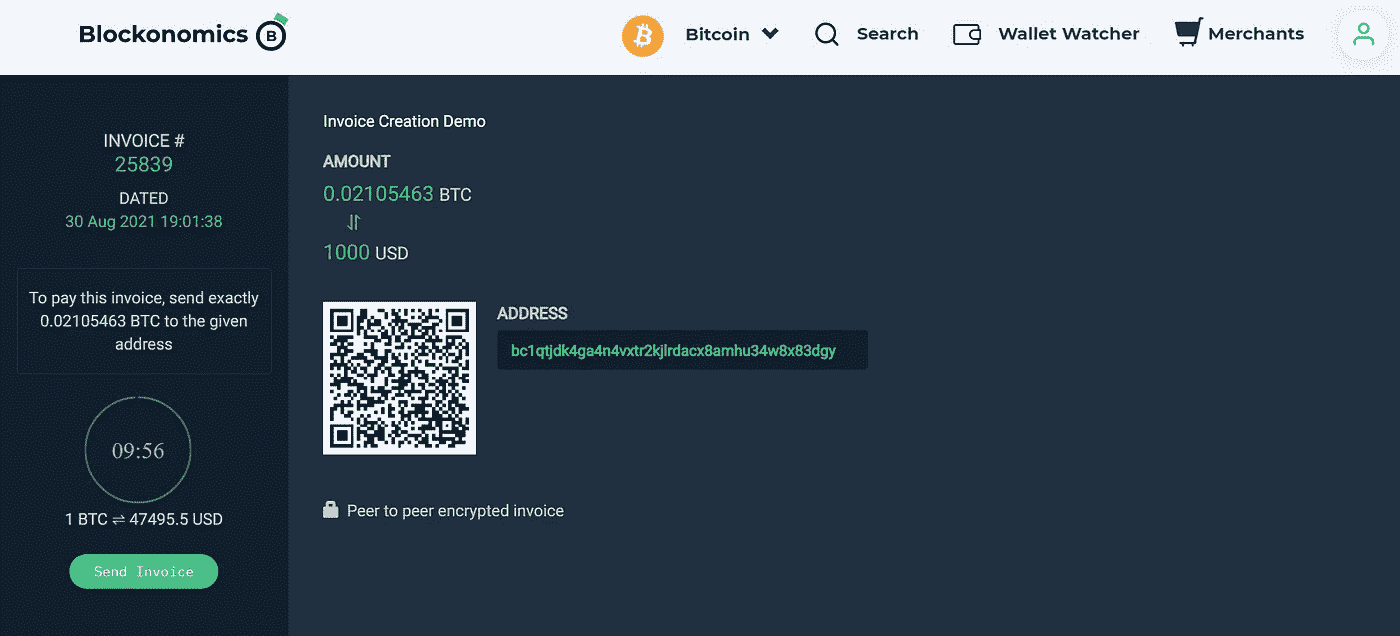 Blockonomics B
Bitcoin Search Wallet Watcher Merchants
INVOICE #
25839
DATED
30 Aug 2021 19:01:38
To pay this invoice, send exactly
0.02105463 BTC to the given
address
09:56
1 BTC ⇌ 47495.5 USD
Send Invoice
Invoice Creation Demo
AMOUNT
0.02105463 BTC
1000 USD
ADDRESS
bc1qtjdk4ga4n4vxtr2kjlrdacx8amhu34w8x83dgy
Peer to peer encrypted invoice